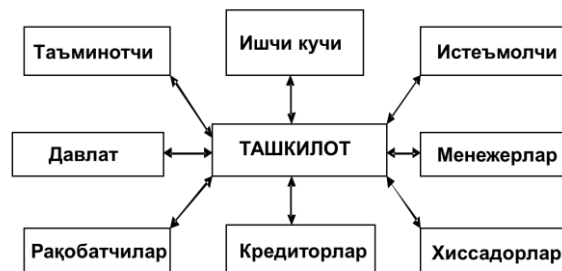 Таъминотчи
Ишчи кучи
Истеъмолчи
Давлат
ТАШКИЛОТ
Менежерлар
Рақобатчилар
Кредиторлар
Хиссадорлар